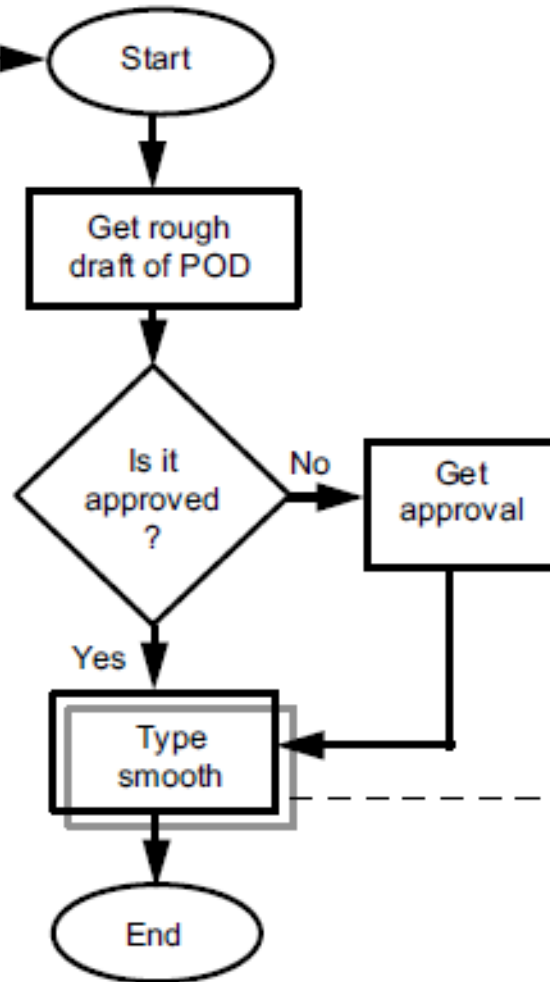 Start
Get rough
draft of POD
Is it
approved
?
No
Get
approval
Yes
Type
smooth
End